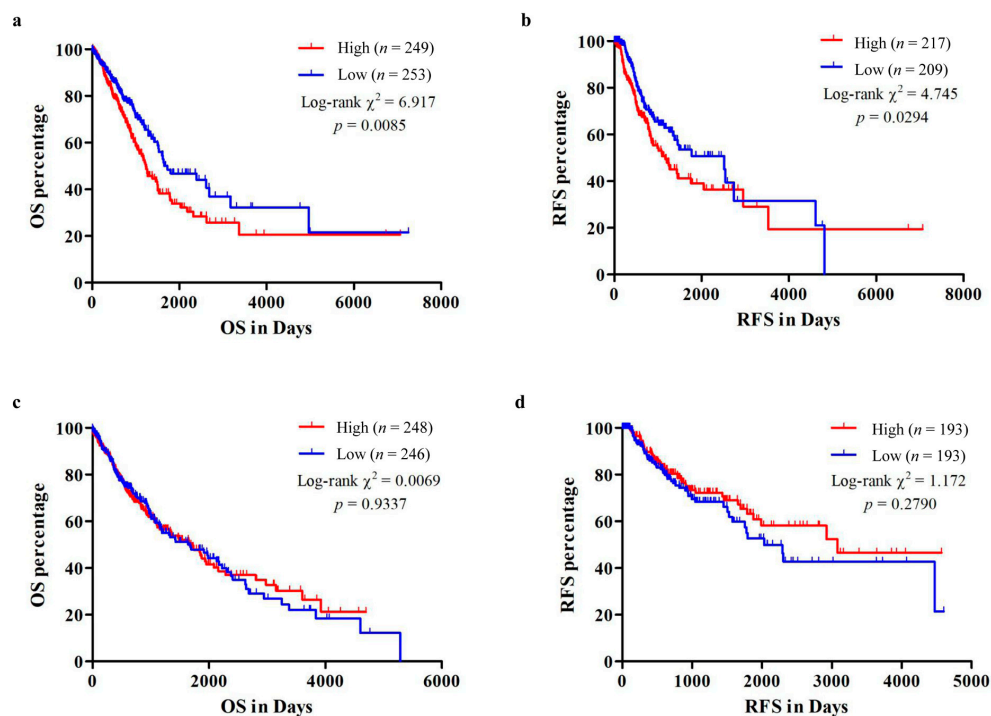 a
High (n = 249)
Low (n = 253)
Log-rank χ² = 6.917
p = 0.0085
OS percentage
100
80
60
40
20
0
0 2000 4000 6000 8000
OS in Days
b
High (n = 217)
Low (n = 209)
Log-rank χ² = 4.745
p = 0.0294
RFS percentage
100
80
60
40
20
0
0 2000 4000 6000 8000
RFS in Days
c
High (n = 248)
Low (n = 246)
Log-rank χ² = 0.0069
p = 0.9337
OS percentage
100
80
60
40
20
0
0 2000 4000 6000
OS in Days
d
High (n = 193)
Low (n = 193)
Log-rank χ² = 1.172
p = 0.2790
RFS percentage
100
80
60
40
20
0
0 1000 2000 3000 4000 5000
RFS in Days